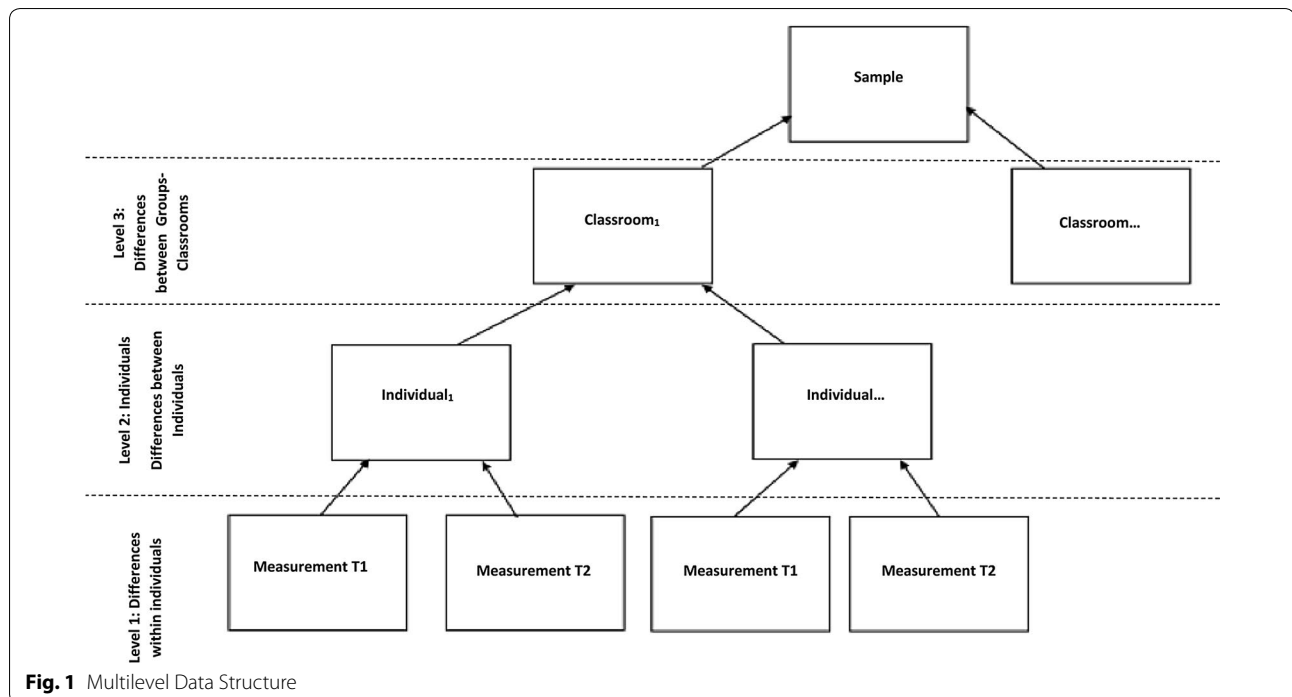 Sample
Level 3:
Differences
between Groups-
Classrooms
Classroom₁
Classroom...
Level 2: Individuals
Differences between
Individuals
Individual₁
Individual...
Level 1: Differences
within individuals
Measurement T1
Measurement T2
Measurement T1
Measurement T2
Fig. 1 Multilevel Data Structure